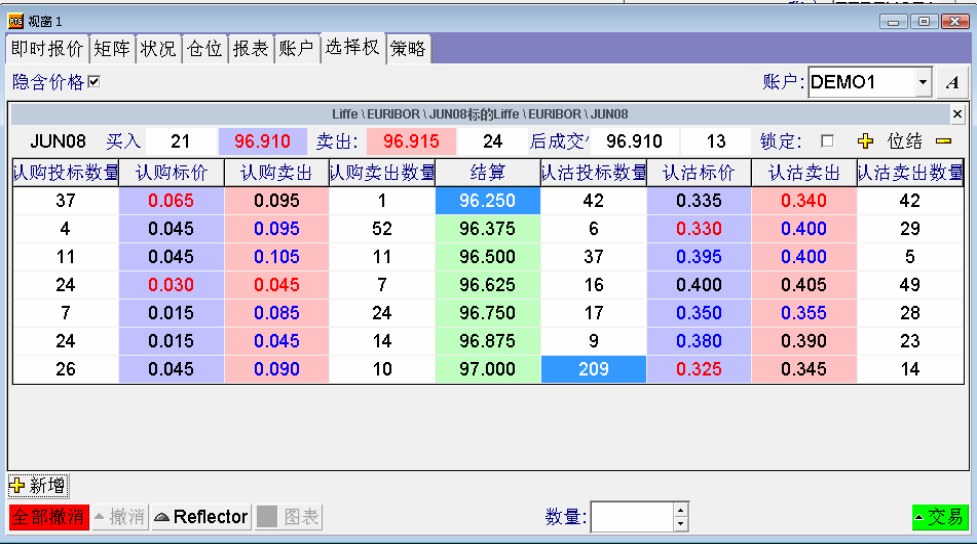 视窗 1
即时报价 矩阵 状况 仓位 报表 账户 选择权 策略
隐含价格 账户: DEMO1 A
Liffe \ EURIBOR \ JUN08标的Liffe \ EURIBOR \ JUN08
JUN08 买入 21 96.910 卖出: 96.915 24 后成交 96.910 13 锁定: 位结
认购投标数量 认购标价 认购卖出 认购卖出数量 结算 认沽投标数量 认沽标价 认沽卖出 认沽卖出数量
37 0.065 0.095 1 96.250 42 0.335 0.340 42
4 0.045 0.095 52 96.375 6 0.330 0.400 29
11 0.045 0.105 11 96.500 37 0.395 0.400 5
24 0.030 0.045 7 96.625 16 0.400 0.405 49
7 0.015 0.085 24 96.750 17 0.350 0.355 28
24 0.015 0.045 14 96.875 9 0.380 0.390 23
26 0.045 0.090 10 97.000 209 0.325 0.345 14
新增
全部撤消 撤消 Reflector 图表 数量: 交易